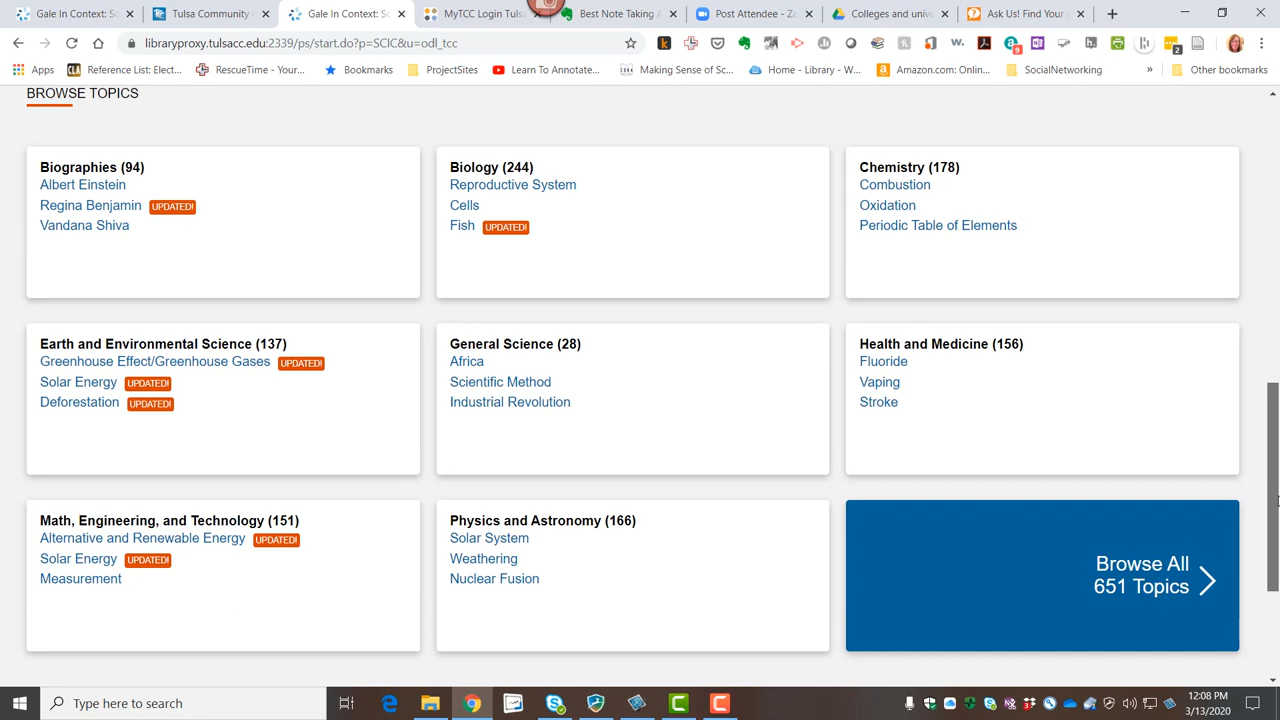 Gale In Context: Sc
Tulsa Community C
Gale In Context: Sc
MyTCC Login Tulsa
Best Note Taking A
Post Attendee - Zo
Colleges and unive
Ask Us! Find Your A
libraryproxy.tulsacc.edu:2339/ps/start.do?p=SCIG&u=odl_tcc
Apps
Reference List: Elect...
RescueTime - Your...
Bookmarks
ProjectSites
Learn To Annotate...
Making Sense of Sc...
Home - Library - W...
Amazon.com: Onlin...
SocialNetworking
»
Other bookmarks
BROWSE TOPICS
Biographies (94)
Albert Einstein
Regina Benjamin UPDATED!
Vandana Shiva
Biology (244)
Reproductive System
Cells
Fish UPDATED!
Chemistry (178)
Combustion
Oxidation
Periodic Table of Elements
Earth and Environmental Science (137)
Greenhouse Effect/Greenhouse Gases UPDATED!
Solar Energy UPDATED!
Deforestation UPDATED!
General Science (28)
Africa
Scientific Method
Industrial Revolution
Health and Medicine (156)
Fluoride
Vaping
Stroke
Math, Engineering, and Technology (151)
Alternative and Renewable Energy UPDATED!
Solar Energy UPDATED!
Measurement
Physics and Astronomy (166)
Solar System
Weathering
Nuclear Fusion
Browse All
651 Topics
Type here to search
12:08 PM
3/13/2020